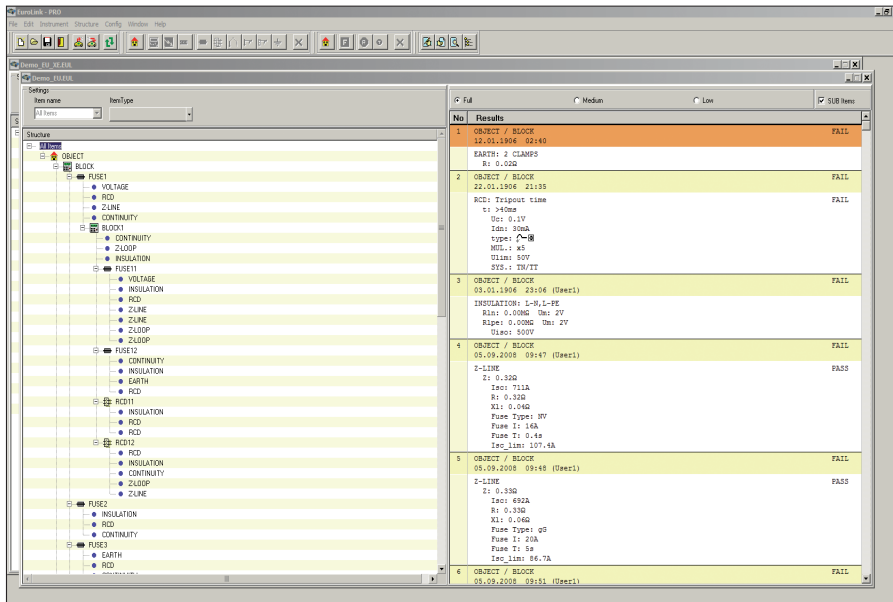 EuroLink - PRO
File Edit Instrument Structure Config Window Help
Demo_EU_XE.EUL
Demo_EU.EUL
Settings
Item name ItemType
All Items
Structure
All Items
OBJECT
BLOCK
FUSE1
VOLTAGE
RCD
Z-LINE
CONTINUITY
BLOCK1
CONTINUITY
Z-LOOP
INSULATION
FUSE11
VOLTAGE
INSULATION
RCD
Z-LINE
Z-LINE
Z-LOOP
Z-LOOP
FUSE12
CONTINUITY
INSULATION
EARTH
RCD
RCD11
INSULATION
RCD
RCD
RCD12
RCD
INSULATION
CONTINUITY
Z-LOOP
Z-LINE
FUSE2
INSULATION
RCD
CONTINUITY
FUSE3
EARTH
RCD
Full Medium Low SUB Items
No Results
1 OBJECT / BLOCK FAIL
12.01.1906 02:40
EARTH: 2 CLAMPS
R: 0.02Ω
2 OBJECT / BLOCK FAIL
22.01.1906 21:35
RCD: Tripout time FAIL
t: >40ms
Uc: 0.1V
Idn: 30mA
type:
MUL.: x5
Ulim: 50V
SYS.: TN/TT
3 OBJECT / BLOCK FAIL
03.01.1906 23:06 (User1)
INSULATION: L-N,L-PE
Rln: 0.00MΩ Um: 2V
Rlpe: 0.00MΩ Um: 2V
Uiso: 500V
4 OBJECT / BLOCK FAIL
05.09.2008 09:47 (User1)
Z-LINE PASS
Z: 0.32Ω
Isc: 711A
R: 0.32Ω
Xl: 0.04Ω
Fuse Type: NV
Fuse I: 16A
Fuse T: 0.4s
Isc_lim: 107.4A
5 OBJECT / BLOCK FAIL
05.09.2008 09:48 (User1)
Z-LINE PASS
Z: 0.33Ω
Isc: 692A
R: 0.33Ω
Xl: 0.06Ω
Fuse Type: gG
Fuse I: 20A
Fuse T: 5s
Isc_lim: 86.7A
6 OBJECT / BLOCK FAIL
05.09.2008 09:51 (User1)